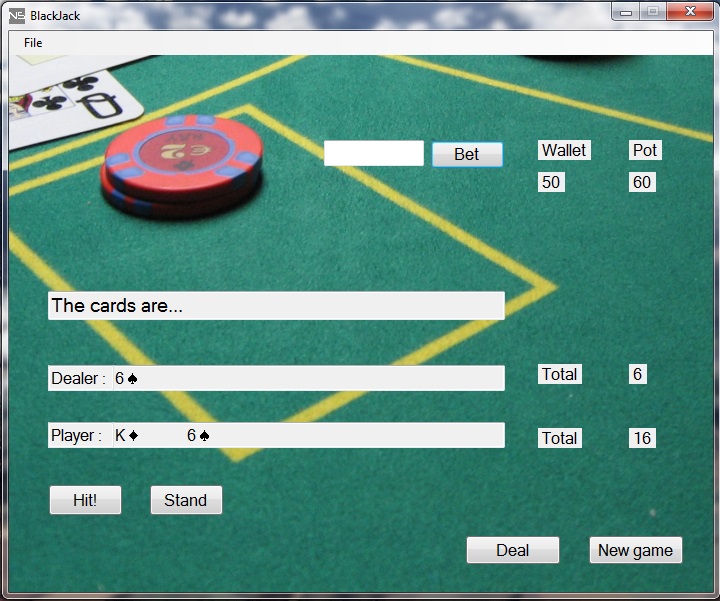 NS BlackJack
File
Q
Bet Wallet Pot
50 60
The cards are...
Dealer : 6♠ Total 6
Player : K♦ 6♠ Total 16
Hit! Stand
Deal New game